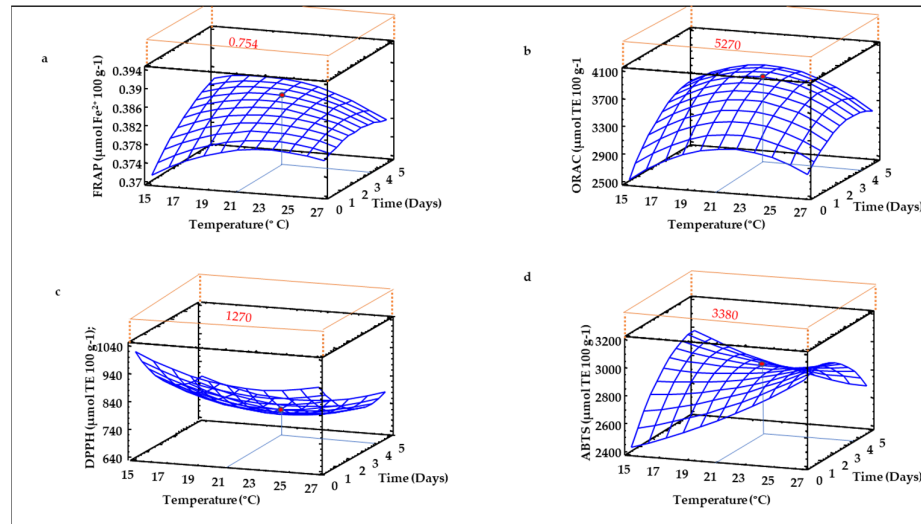 a
0.754
0.394
0.39
0.386
0.382
0.378
0.374
0.37
FRAP (µmol Fe²⁺ 100 g-1)
15 17 19 21 23 25 27
Temperature (° C)
0 1 2 3 4 5
Time (Days)
b
5270
4100
3700
3300
2900
2500
ORAC (µmol TE 100 g-1
15 17 19 21 23 25 27
Temperature (° C)
0 1 2 3 4 5
Time (Days)
c
1270
1040
940
840
740
640
DPPH (µmol TE 100 g-1);
15 17 19 21 23 25 27
Temperature (°C)
0 1 2 3 4 5
Time (Days)
d
3380
3200
3000
2800
2600
2400
ABTS (µmol TE 100 g-1)
15 17 19 21 23 25 27
Temperature (°C)
0 1 2 3 4 5
Time (Days)